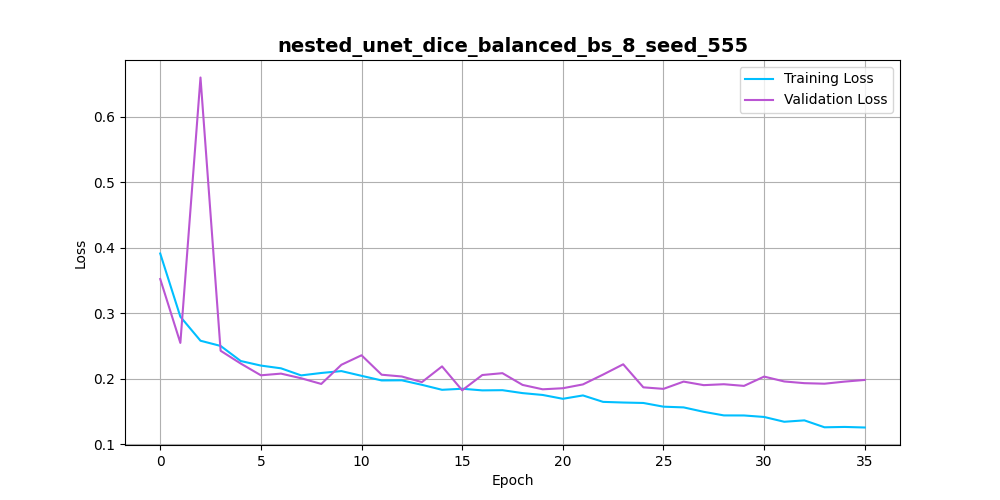 nested_unet_dice_balanced_bs_8_seed_555
Training Loss
Validation Loss
Loss
0.6
0.5
0.4
0.3
0.2
0.1
0 5 10 15 20 25 30 35
Epoch